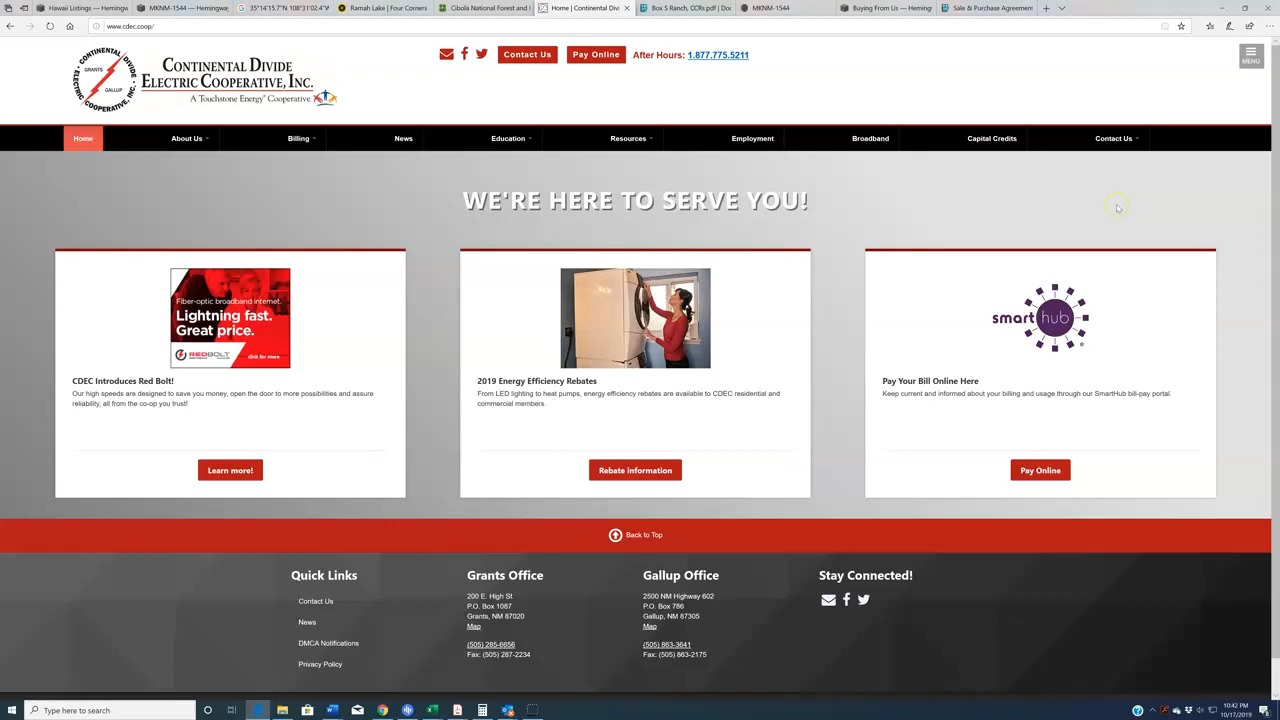 Hawaii Listings — Hemingw
MKNM-1544 — Hemingway
35°14'15.7"N 108°31'02.4"V
Ramah Lake | Four Corners
Cibola National Forest and
Home | Continental Divi
Box S Ranch, CCRs.pdf | Doc
MKNM-1544
Buying From Us — Hemingw
Sale & Purchase Agreement
www.cdec.coop/
CONTINENTAL DIVIDE
ELECTRIC COOPERATIVE, INC.
GRANTS
GALLUP
CONTINENTAL DIVIDE
ELECTRIC COOPERATIVE, INC.
A Touchstone Energy® Cooperative
Contact Us
Pay Online
After Hours: 1.877.775.5211
MENU
Home
About Us
Billing
News
Education
Resources
Employment
Broadband
Capital Credits
Contact Us
WE'RE HERE TO SERVE YOU!
Fiber-optic broadband internet.
Lightning fast.
Great price.
REDBOLT
click for more
smart hub
®
CDEC Introduces Red Bolt!
Our high speeds are designed to save you money, open the door to more possibilities and assure
reliability, all from the co-op you trust!
Learn more!
2019 Energy Efficiency Rebates
From LED lighting to heat pumps, energy efficiency rebates are available to CDEC residential and
commercial members.
Rebate information
Pay Your Bill Online Here
Keep current and informed about your billing and usage through our SmartHub bill-pay portal.
Pay Online
Back to Top
Quick Links
Contact Us
News
DMCA Notifications
Privacy Policy
Grants Office
200 E. High St
P.O. Box 1087
Grants, NM 87020
Map
(505) 285-6656
Fax: (505) 287-2234
Gallup Office
2500 NM Highway 602
P.O. Box 786
Gallup, NM 87305
Map
(505) 863-3641
Fax: (505) 863-2175
Stay Connected!
Type here to search
10:42 PM
10/17/2019